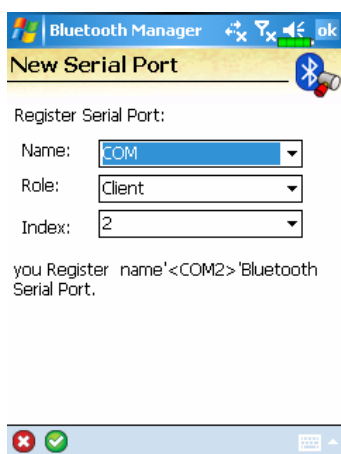 Bluetooth Manager ok
New Serial Port
Register Serial Port:
Name: COM
Role: Client
Index: 2
you Register name'<COM2>'Bluetooth
Serial Port.